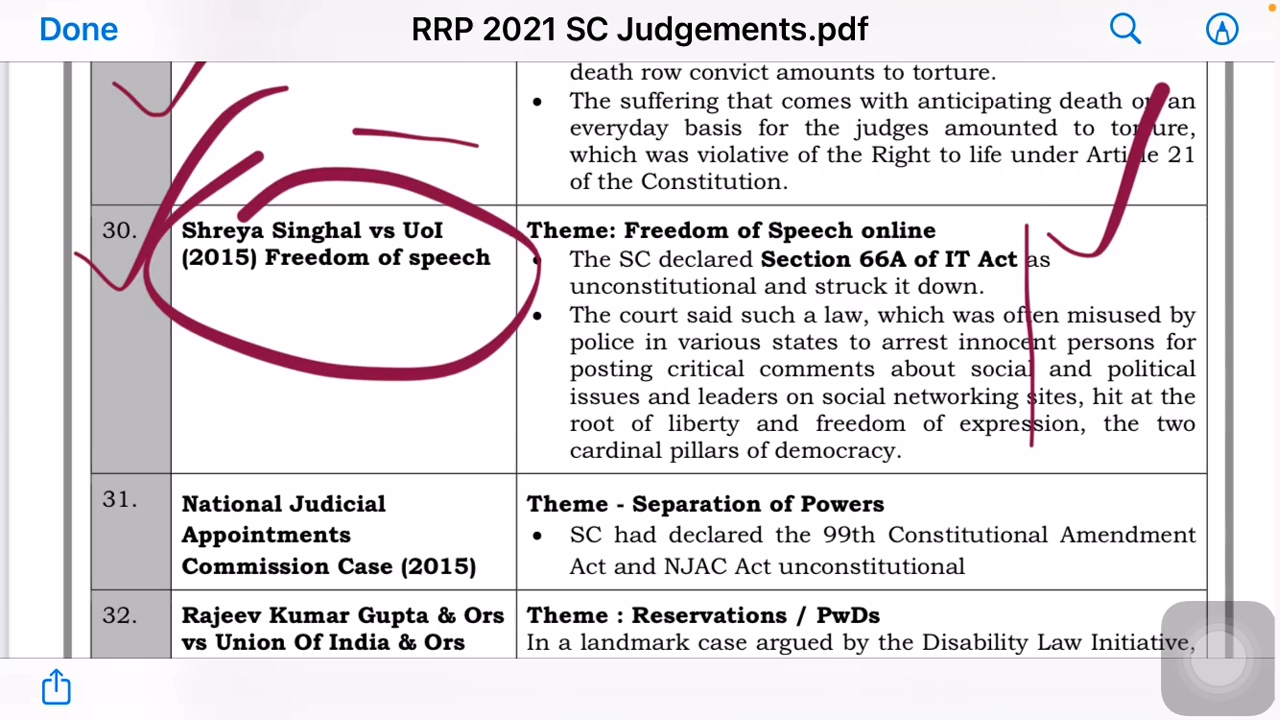 Done
RRP 2021 SC Judgements.pdf
death row convict amounts to torture.
• The suffering that comes with anticipating death on an
everyday basis for the judges amounted to torture,
which was violative of the Right to life under Article 21
of the Constitution.
30.
Shreya Singhal vs UoI
(2015) Freedom of speech
Theme: Freedom of Speech online
• The SC declared Section 66A of IT Act as
unconstitutional and struck it down.
• The court said such a law, which was often misused by
police in various states to arrest innocent persons for
posting critical comments about social and political
issues and leaders on social networking sites, hit at the
root of liberty and freedom of expression, the two
cardinal pillars of democracy.
31.
National Judicial
Appointments
Commission Case (2015)
Theme - Separation of Powers
• SC had declared the 99th Constitutional Amendment
Act and NJAC Act unconstitutional
32.
Rajeev Kumar Gupta & Ors
vs Union Of India & Ors
Theme : Reservations / PwDs
In a landmark case argued by the Disability Law Initiative,